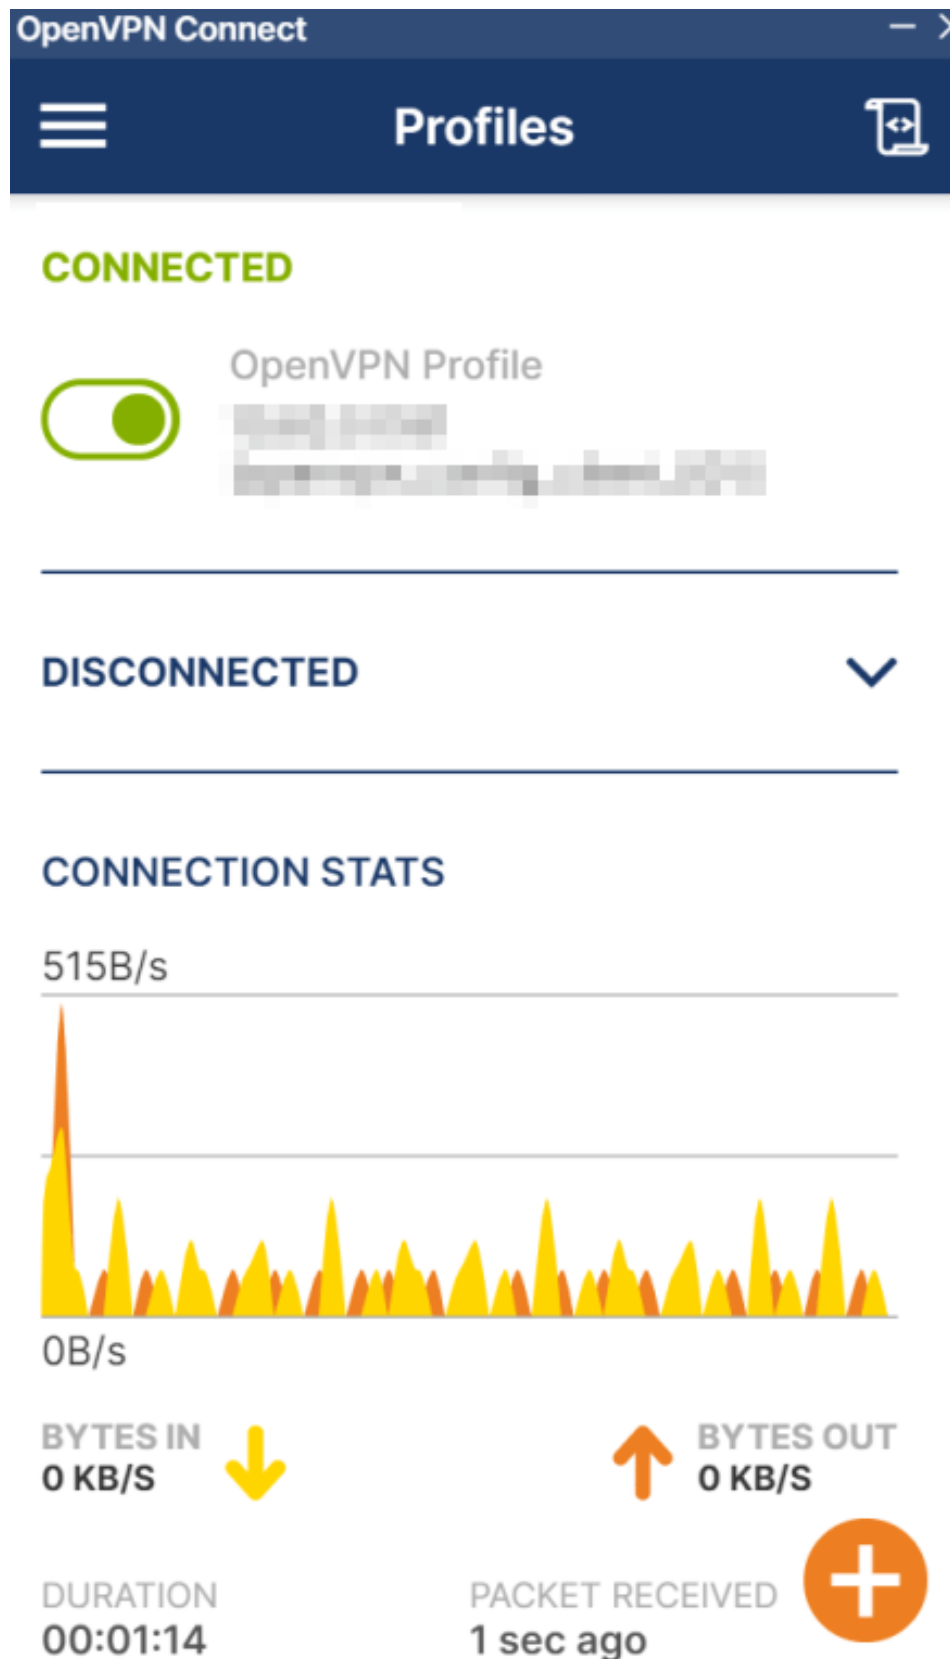 OpenVPN Connect
Profiles
CONNECTED
OpenVPN Profile
DISCONNECTED
CONNECTION STATS
515B/s
0B/s
BYTES IN
0 KB/S
BYTES OUT
0 KB/S
DURATION
00:01:14
PACKET RECEIVED
1 sec ago